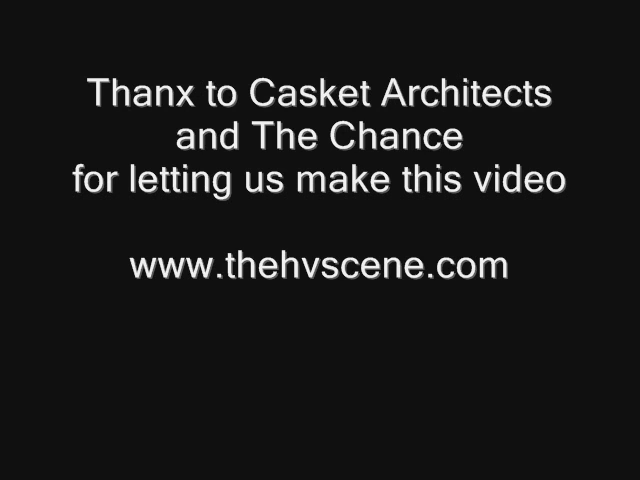 Thanx to Casket Architects
and The Chance
for letting us make this video
www.thehvscene.com